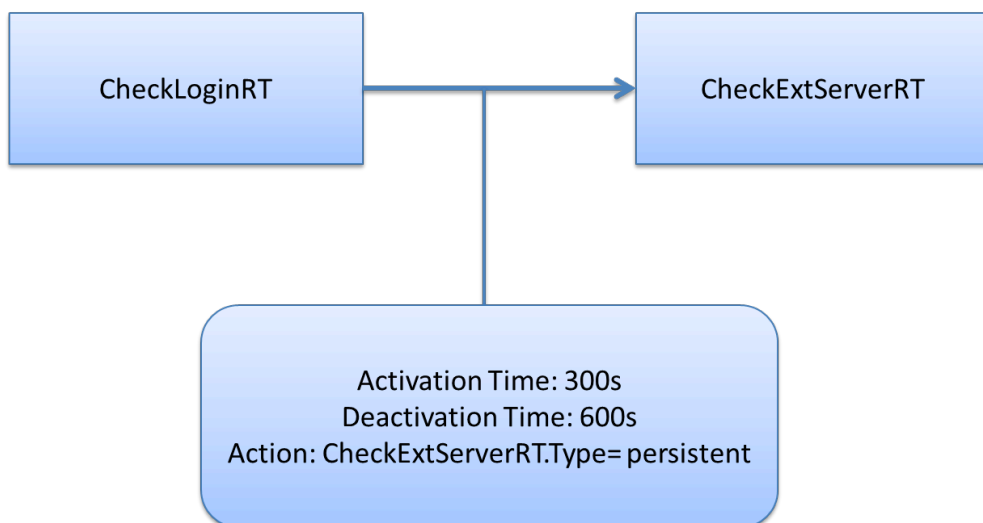 CheckLoginRT
CheckExtServerRT
Activation Time: 300s
Deactivation Time: 600s
Action: CheckExtServerRT.Type= persistent